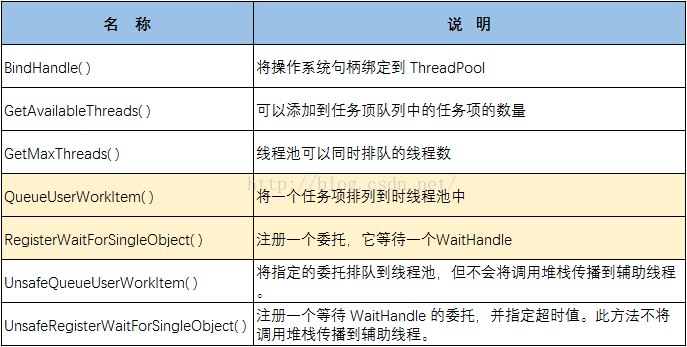 名 称 说 明
BindHandle( ) 将操作系统句柄绑定到 ThreadPool
GetAvailableThreads( ) 可以添加到任务顶队列中的任务项的数量
GetMaxThreads( ) 线程池可以同时排队的线程数
http://blog.csdn.net/
QueueUserWorkItem( ) 将一个任务项排列到时线程池中
RegisterWaitForSingleObject( ) 注册一个委托，它等待一个WaitHandle
UnsafeQueueUserWorkItem( ) 将指定的委托排队到线程池，但不会将调用堆栈传播到辅助线程
。
UnsafeRegisterWaitForSingleObject( ) 注册一个等待 WaitHandle 的委托，并指定超时值。此方法不将
调用堆栈传播到辅助线程。